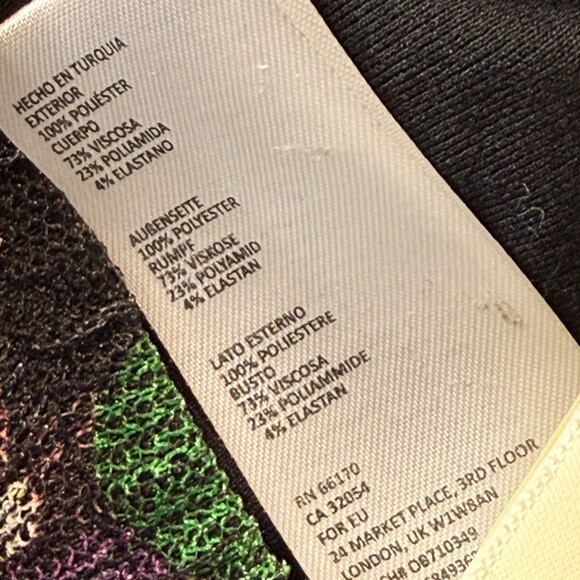 HECHO EN TURQUIA
EXTERIOR
100% POLIÉSTER
CUERPO
73% VISCOSA
23% POLIAMIDA
4% ELASTANO
AUßENSEITE
100% POLYESTER
RUMPF
73% VISKOSE
23% POLYAMID
4% ELASTAN
LATO ESTERNO
100% POLIESTERE
BUSTO
73% VISCOSA
23% POLIAMMIDE
4% ELASTAN
RN 66170
CA 32054
FOR EU
24 MARKET PLACE, 3RD FLOOR
LONDON, UK W1W8AN
CH# OB710349